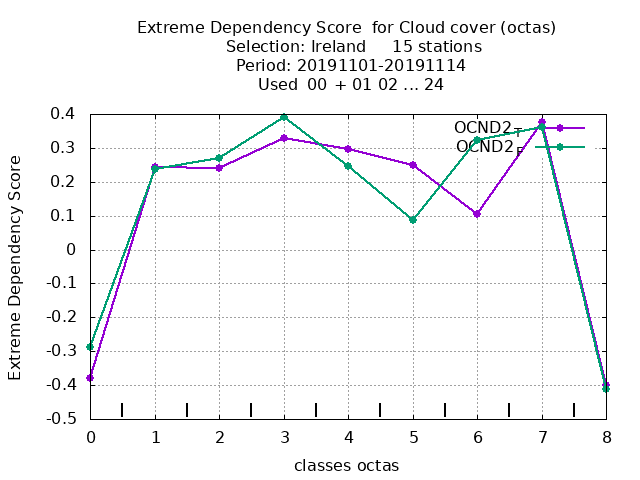 Extreme Dependency Score  for Cloud cover (octas)
Selection: Ireland     15 stations
Period: 20191101-20191114
Used  00  + 01 02 ... 24
OCND2T
OCND2F
Extreme Dependency Score
0.4
0.3
0.2
0.1
0
-0.1
-0.2
-0.3
-0.4
-0.5
0 1 2 3 4 5 6 7 8
classes octas